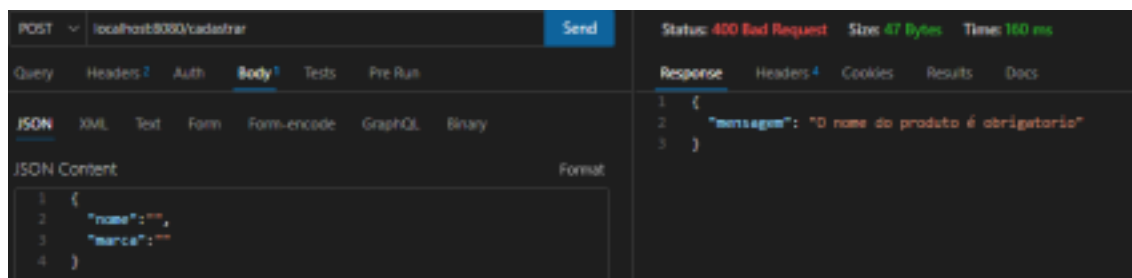 POST localhost:8080/cadastrar Send
Query Headers 2 Auth Body 1 Tests Pre Run
JSON XML Text Form Form-encode GraphQL Binary
JSON Content Format
1 {
2 "nome":"",
3 "marca":""
4 }
Status: 400 Bad Request Size: 47 Bytes Time: 160 ms
Response Headers 4 Cookies Results Docs
1 {
2 "mensagem": "O nome do produto é obrigatorio"
3 }